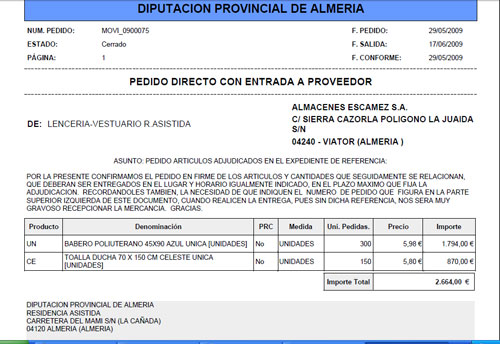 DIPUTACION PROVINCIAL DE ALMERIA
NUM. PEDIDO: MOVI_0900075 F. PEDIDO: 29/05/2009
ESTADO: Cerrado F. SALIDA: 17/06/2009
PÁGINA: 1 F. CONFORME: 29/05/2009
PEDIDO DIRECTO CON ENTRADA A PROVEEDOR
DE: LENCERIA-VESTUARIO R.ASISTIDA
ALMACENES ESCAMEZ S.A.
C/ SIERRA CAZORLA POLIGONO LA JUAIDA
S/N
04240 - VIATOR (ALMERIA )
ASUNTO: PEDIDO ARTICULOS ADJUDICADOS EN EL EXPEDIENTE DE REFERENCIA:
POR LA PRESENTE CONFIRMAMOS EL PEDIDO EN FIRME DE LOS ARTICULOS Y CANTIDADES QUE SEGUIDAMENTE SE RELACIONAN,
QUE DEBERAN SER ENTREGADOS EN EL LUGAR Y HORARIO IGUALMENTE INDICADO, EN EL PLAZO MAXIMO QUE FIJA LA
ADJUDICACION. RECORDANDOLES TAMBIEN, LA NECESIDAD DE QUE INDIQUEN EL NUMERO DE PEDIDO QUE FIGURA EN LA PARTE
SUPERIOR IZQUIERDA DE ESTE DOCUMENTO, CUANDO REALICEN LA ENTREGA, PUES SIN DICHA REFERENCIA, NOS SERA MUY
GRAVOSO RECEPCIONAR LA MERCANCIA. GRACIAS.
Producto Denominación PRC Medida Uni. Pedidas. Precio Importe
UN BABERO POLIUTERANO 45X90 AZUL UNICA [UNIDADES] No UNIDADES 300 5,98 € 1.794,00 €
CE TOALLA DUCHA 70 X 150 CM CELESTE UNICA [UNIDADES] No UNIDADES 150 5,80 € 870,00 €
Importe Total 2.664,00 €
DIPUTACION PROVINCIAL DE ALMERIA
RESIDENCIA ASISTIDA
CARRETERA DEL MAMI S/N (LA CAÑADA)
04120 ALMERIA (ALMERIA)